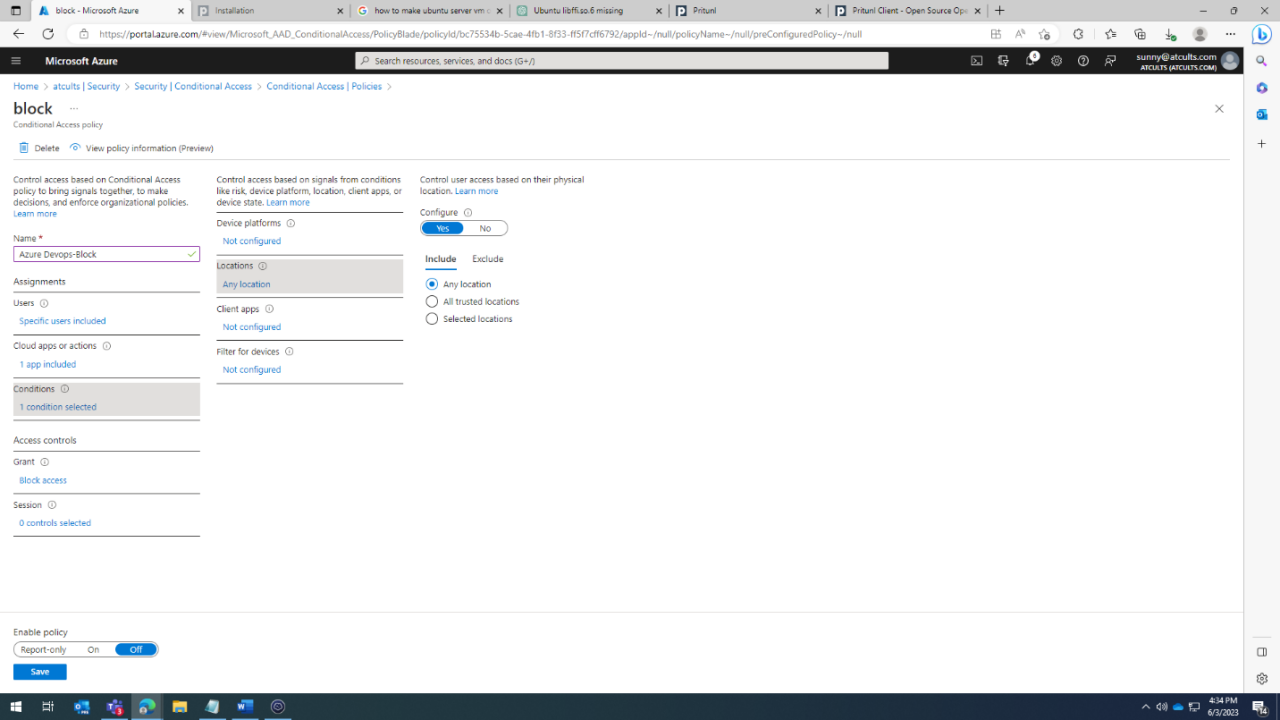 block - Microsoft Azure
Installation
how to make ubuntu server vm c
Ubuntu libffi.so.6 missing
Pritunl
Pritunl Client - Open Source Ope
https://portal.azure.com/#view/Microsoft_AAD_ConditionalAccess/PolicyBlade/policyId/bc75534b-5cae-4fb1-8f33-ff5f7cff6792/appId~/null/policyName~/null/preConfiguredPolicy~/null
Microsoft Azure
Search resources, services, and docs (G+/)
sunny@atcults.com
ATCULTS (ATCULTS.COM)
Home > atcults | Security > Security | Conditional Access > Conditional Access | Policies >
block ...
Conditional Access policy
Delete
View policy information (Preview)
Control access based on Conditional Access
policy to bring signals together, to make
decisions, and enforce organizational policies.
Learn more
Name *
Azure Devops-Block
Assignments
Users
Specific users included
Cloud apps or actions
1 app included
Conditions
1 condition selected
Access controls
Grant
Block access
Session
0 controls selected
Control access based on signals from conditions
like risk, device platform, location, client apps, or
device state. Learn more
Device platforms
Not configured
Locations
Any location
Client apps
Not configured
Filter for devices
Not configured
Control user access based on their physical
location. Learn more
Configure
Yes No
Include Exclude
Any location
All trusted locations
Selected locations
Enable policy
Report-only On Off
Save
4:34 PM
6/3/2023